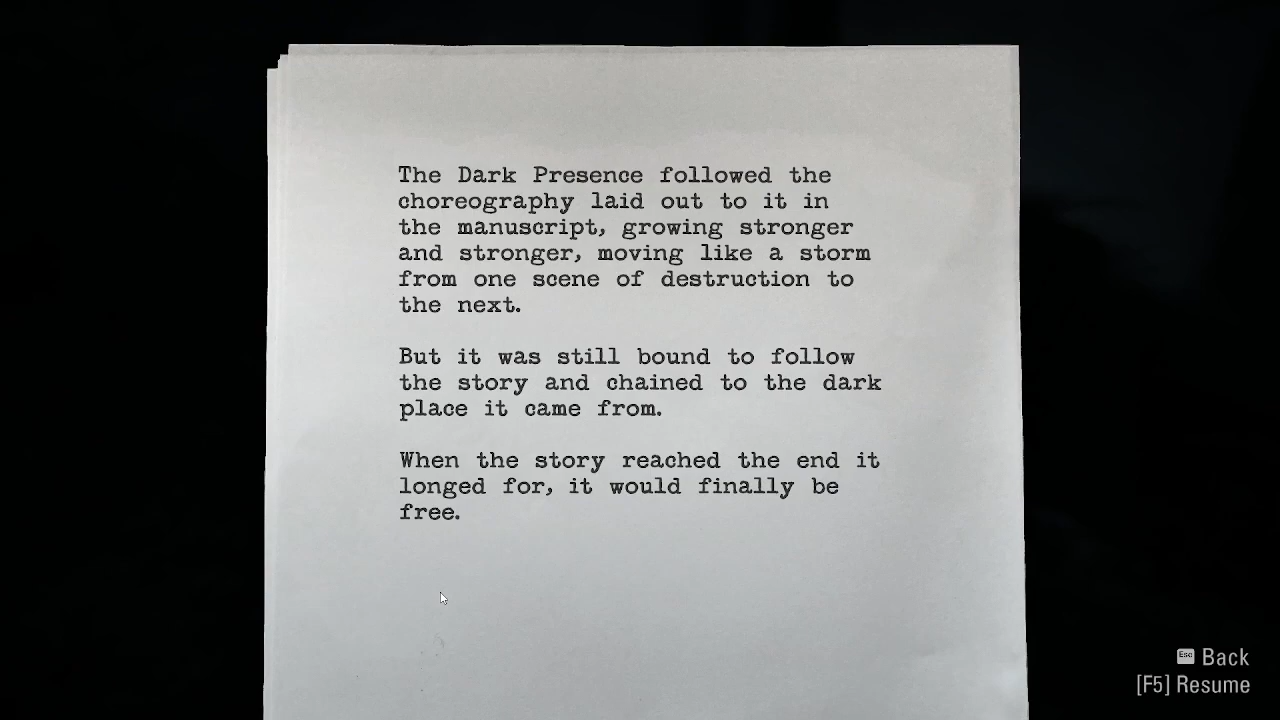 The Dark Presence followed the
choreography laid out to it in
the manuscript, growing stronger
and stronger, moving like a storm
from one scene of destruction to
the next.
But it was still bound to follow
the story and chained to the dark
place it came from.
When the story reached the end it
longed for, it would finally be
free.
Esc Back
[F5] Resume